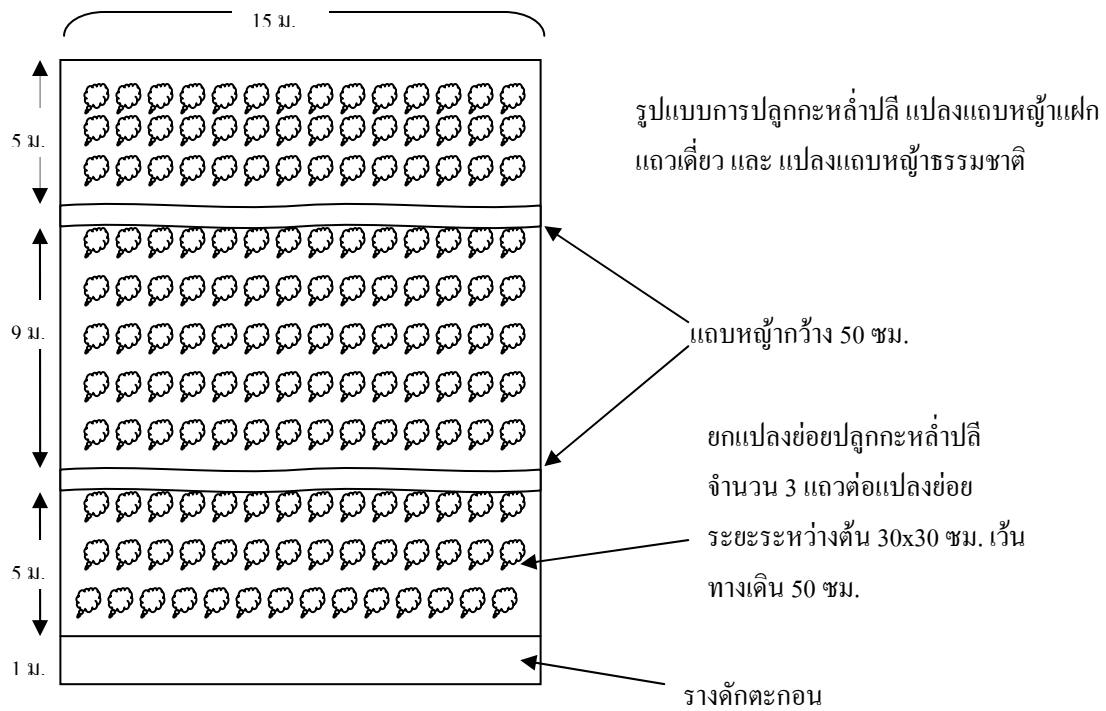 15 ม.
5 ม.
รูปแบบการปลูกกะหล่ำปลี แปลงแถบหญ้าแฝก
แถวเดี่ยว และ แปลงแถบหญ้าธรรมชาติ
9 ม.
แถบหญ้ากว้าง 50 ซม.
ยกแปลงย่อยปลูกกะหล่ำปลี
จำนวน 3 แถวต่อแปลงย่อย
ระยะระหว่างต้น 30x30 ซม. เว้น
ทางเดิน 50 ซม.
5 ม.
1 ม.
รางดักตะกอน